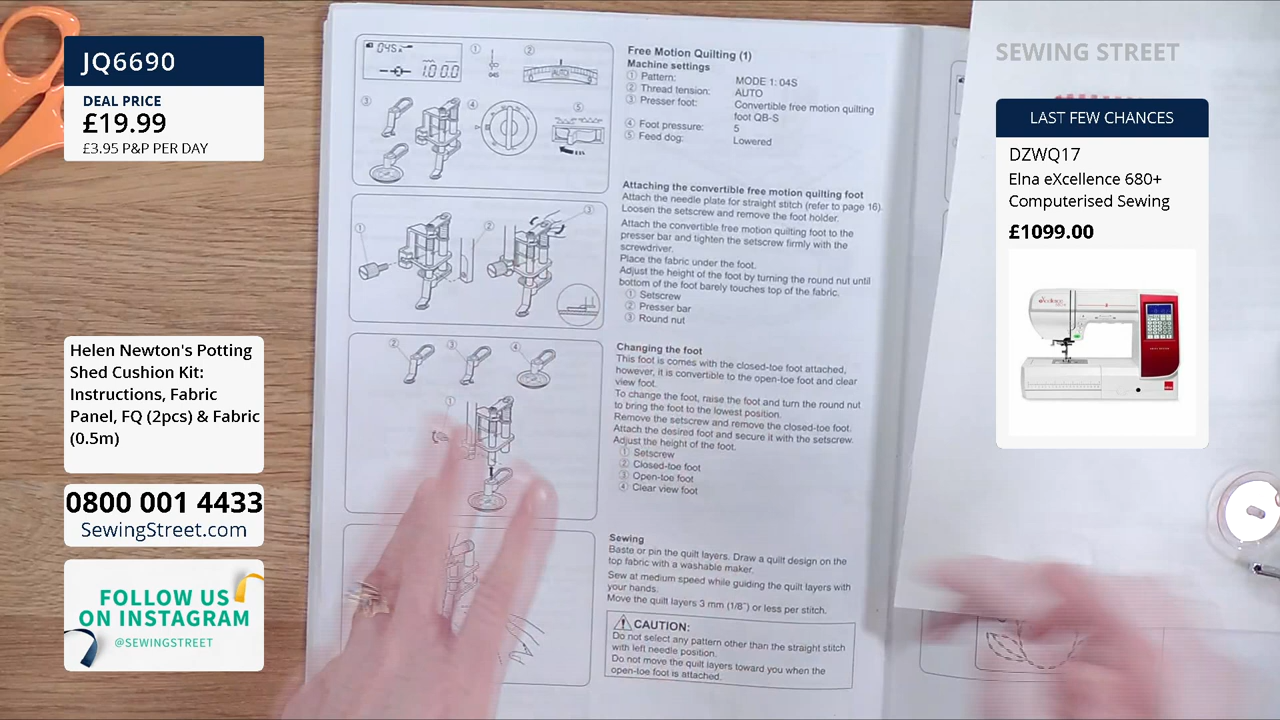 JQ6690
DEAL PRICE
£19.99
£3.95 P&P PER DAY
Helen Newton's Potting
Shed Cushion Kit:
Instructions, Fabric
Panel, FQ (2pcs) & Fabric
(0.5m)
0800 001 4433
SewingStreet.com
FOLLOW US
ON INSTAGRAM
@SEWINGSTREET
Free Motion Quilting (1)
Machine settings
① Pattern: MODE 1: 04S
② Thread tension: AUTO
③ Presser foot: Convertible free motion quilting
foot QB-S
④ Foot pressure: 5
⑤ Feed dog: Lowered
Attaching the convertible free motion quilting foot
Attach the needle plate for straight stitch (refer to page 16).
Loosen the setscrew and remove the foot holder.
Attach the convertible free motion quilting foot to the
presser bar and tighten the setscrew firmly with the
screwdriver.
Place the fabric under the foot.
Adjust the height of the foot by turning the round nut until
bottom of the foot barely touches top of the fabric.
① Setscrew
② Presser bar
③ Round nut
Changing the foot
This foot is comes with the closed-toe foot attached,
however, it is convertible to the open-toe foot and clear
view foot.
To change the foot, raise the foot and turn the round nut
to bring the foot to the lowest position.
Remove the setscrew and remove the closed-toe foot.
Attach the desired foot and secure it with the setscrew.
Adjust the height of the foot.
① Setscrew
② Closed-toe foot
③ Open-toe foot
④ Clear view foot
Sewing
Baste or pin the quilt layers. Draw a quilt design on the
top fabric with a washable maker.
Sew at medium speed while guiding the quilt layers with
your hands.
Move the quilt layers 3 mm (1/8˝) or less per stitch.
CAUTION:
Do not select any pattern other than the straight stitch
with left needle position.
Do not move the quilt layers toward you when the
open-toe foot is attached.
SEWING STREET
LAST FEW CHANCES
DZWQ17
Elna eXcellence 680+
Computerised Sewing
£1099.00